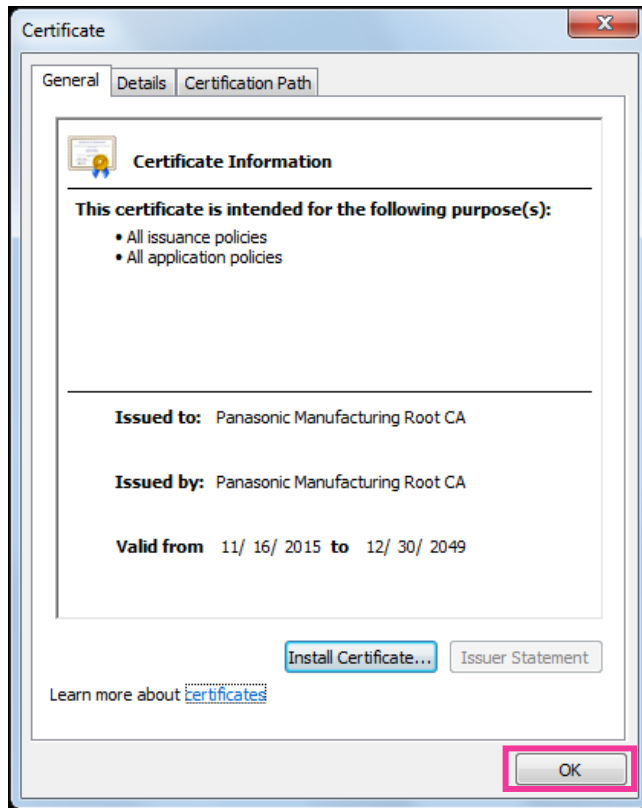 Certificate
General Details Certification Path
Certificate Information
This certificate is intended for the following purpose(s):
• All issuance policies
• All application policies
Issued to: Panasonic Manufacturing Root CA
Issued by: Panasonic Manufacturing Root CA
Valid from 11/ 16/ 2015 to 12/ 30/ 2049
Install Certificate... Issuer Statement
Learn more about certificates
OK